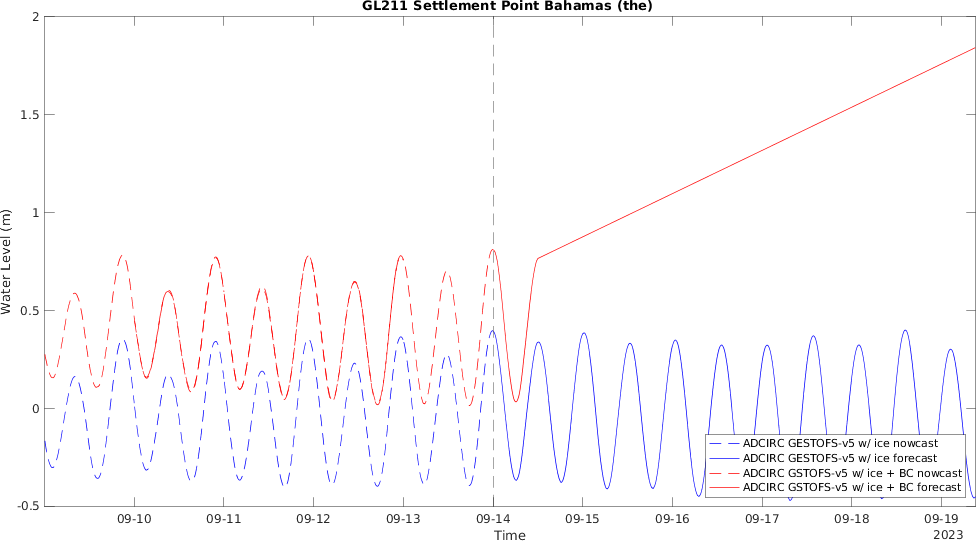 GL211 Settlement Point Bahamas (the)
2
1.5
1
0.5
0
-0.5
Water Level (m)
ADCIRC GESTOFS-v5 w/ ice nowcast
ADCIRC GESTOFS-v5 w/ ice forecast
ADCIRC GSTOFS-v5 w/ ice + BC nowcast
ADCIRC GSTOFS-v5 w/ ice + BC forecast
09-10 09-11 09-12 09-13 09-14 09-15 09-16 09-17 09-18 09-19
Time
2023